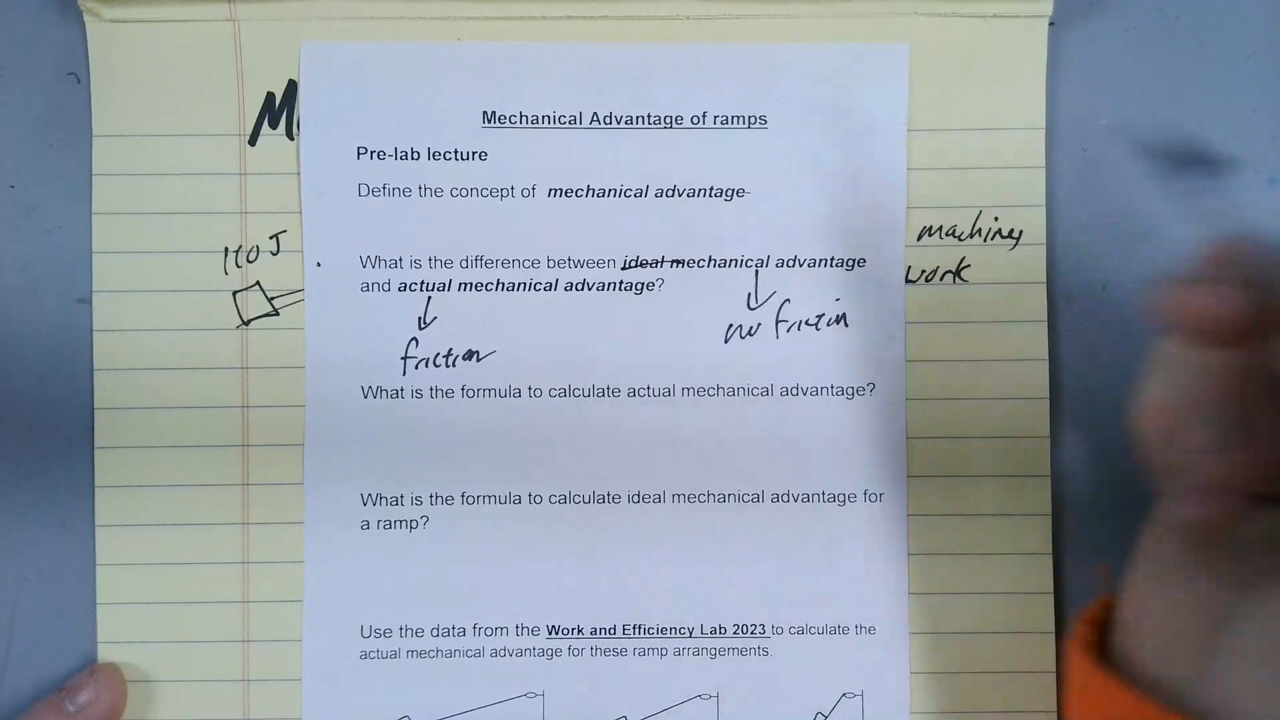 Mechanical Advantage of ramps
Pre-lab lecture
Define the concept of mechanical advantage-
110 J
machines
What is the difference between ideal mechanical advantage
work
and actual mechanical advantage?
no frictin
friction
What is the formula to calculate actual mechanical advantage?
What is the formula to calculate ideal mechanical advantage for
a ramp?
Use the data from the Work and Efficiency Lab 2023 to calculate the
actual mechanical advantage for these ramp arrangements.